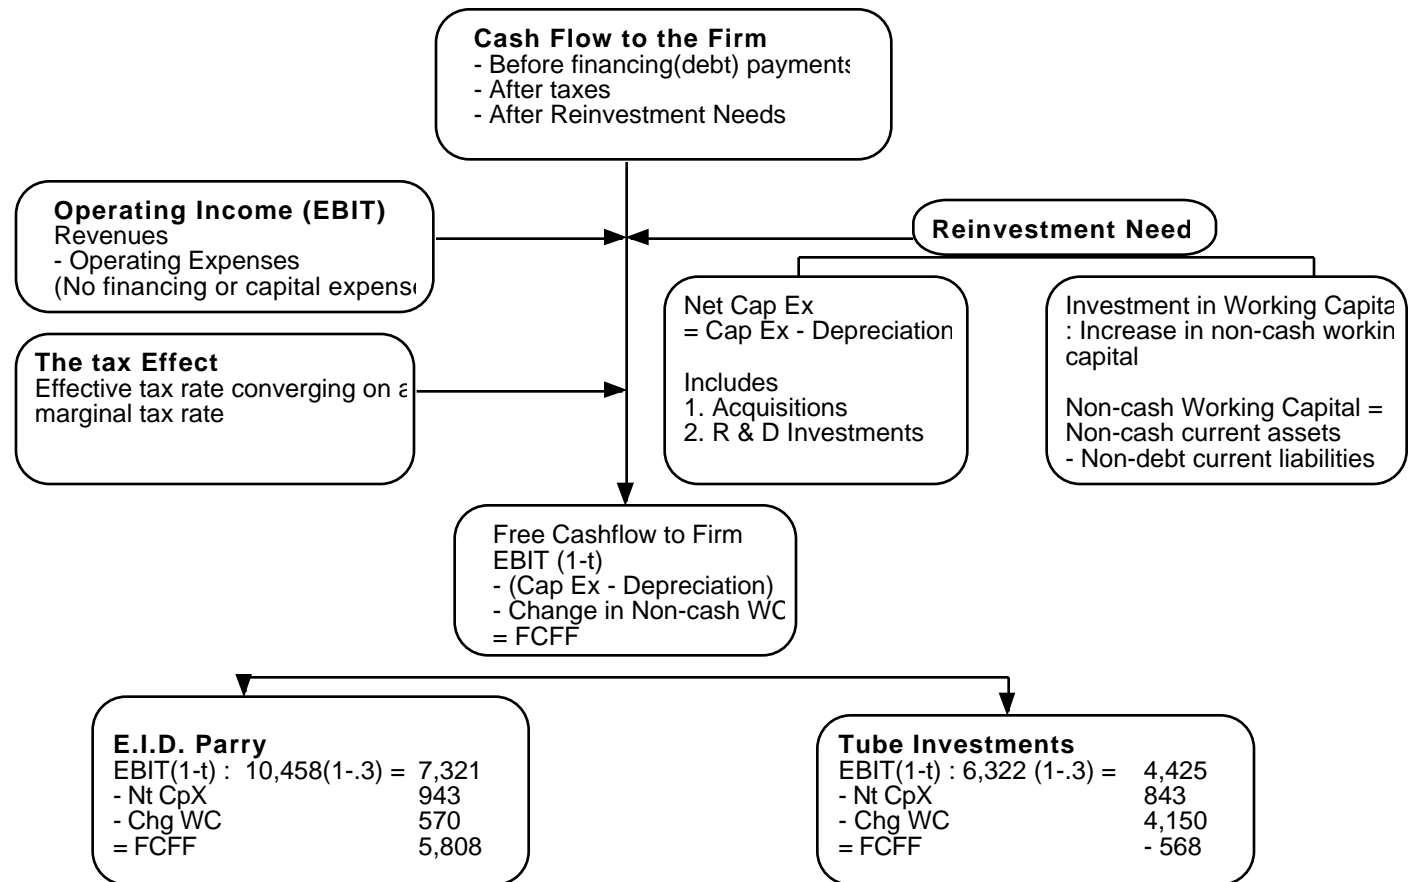 Cash Flow to the Firm
- Before financing(debt) payments
- After taxes
- After Reinvestment Needs
Operating Income (EBIT)
Revenues
- Operating Expenses
(No financing or capital expens
Reinvestment Need
The tax Effect
Effective tax rate converging on a
marginal tax rate
Net Cap Ex
= Cap Ex - Depreciation
Includes
1. Acquisitions
2. R & D Investments
Investment in Working Capita
: Increase in non-cash workin
capital
Non-cash Working Capital =
Non-cash current assets
- Non-debt current liabilities
Free Cashflow to Firm
EBIT (1-t)
- (Cap Ex - Depreciation)
- Change in Non-cash WC
= FCFF
E.I.D. Parry
EBIT(1-t) : 10,458(1-.3) = 7,321
- Nt CpX 943
- Chg WC 570
= FCFF 5,808
Tube Investments
EBIT(1-t) : 6,322 (1-.3) = 4,425
- Nt CpX 843
- Chg WC 4,150
= FCFF - 568